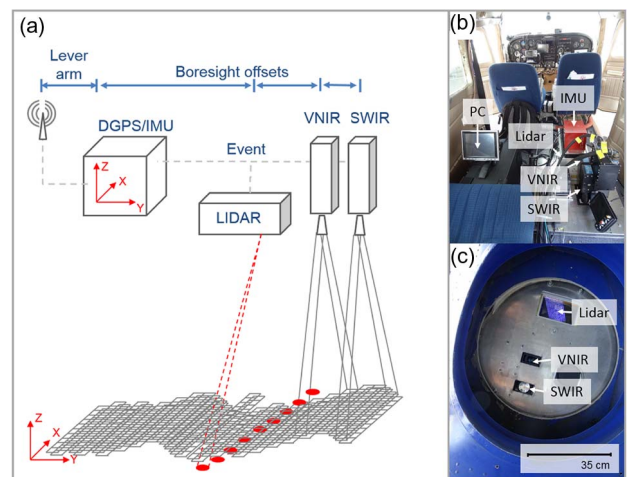 (a)
Lever
arm
Boresight offsets
DGPS/IMU
VNIR SWIR
Event
Z
X
Y
LIDAR
Z
X
Y
(b)
PC
IMU
Lidar
VNIR
SWIR
(c)
Lidar
VNIR
SWIR
35 cm